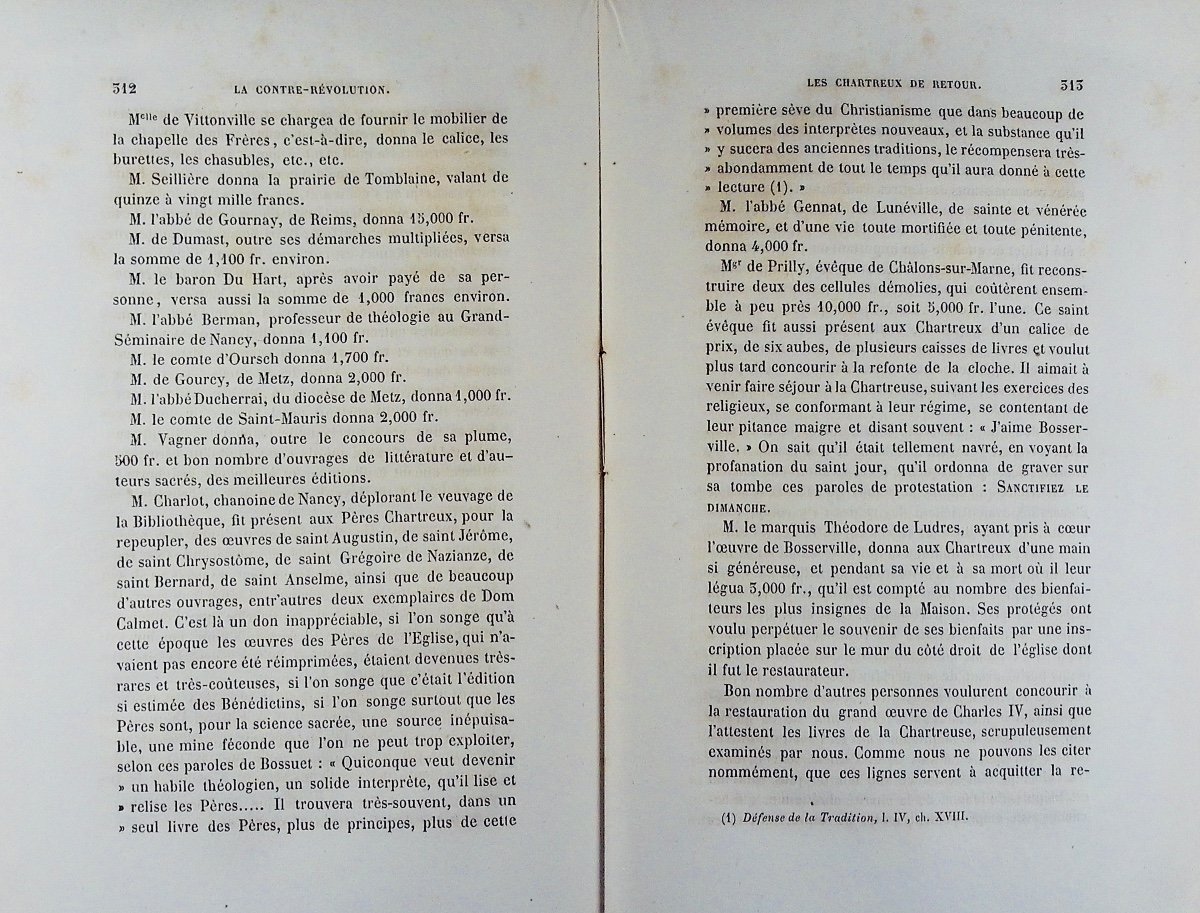 312 LA CONTRE-RÉVOLUTION.
Melle de Vittonville se chargea de fournir le mobilier de
la chapelle des Frères, c'est-à-dire, donna le calice, les
burettes, les chasubles, etc., etc.
M. Seillière donna la prairie de Tomblaine, valant de
quinze à vingt mille francs.
M. l'abbé de Gournay, de Reims, donna 15,000 fr.
M. de Dumast, outre ses démarches multipliées, versa
la somme de 1,100 fr. environ.
M. le baron Du Hart, après avoir payé de sa per-
sonne, versa aussi la somme de 1,000 francs environ.
M. l'abbé Berman, professeur de théologie au Grand-
Séminaire de Nancy, donna 1,100 fr.
M. le comte d'Oursch donna 1,700 fr.
M. de Gourcy, de Metz, donna 2,000 fr.
M. l'abbé Ducherrai, du diocèse de Metz, donna 1,000 fr.
M. le comte de Saint-Mauris donna 2,000 fr.
M. Vagner donna, outre le concours de sa plume,
500 fr. et bon nombre d'ouvrages de littérature et d'au-
teurs sacrés, des meilleures éditions.
M. Charlot, chanoine de Nancy, déplorant le veuvage de
la Bibliothèque, fit présent aux Pères Chartreux, pour la
repeupler, des œuvres de saint Augustin, de saint Jérôme,
de saint Chrysostôme, de saint Grégoire de Nazianze, de
saint Bernard, de saint Anselme, ainsi que de beaucoup
d'autres ouvrages, entr'autres deux exemplaires de Dom
Calmet. C'est là un don inappréciable, si l'on songe qu'à
cette époque les œuvres des Pères de l'Eglise, qui n'a-
vaient pas encore été réimprimées, étaient devenues très-
rares et très-coûteuses, si l'on songe que c'était l'édition
si estimée des Bénédictins, si l'on songe surtout que les
Pères sont, pour la science sacrée, une source inépuisa-
ble, une mine féconde que l'on ne peut trop exploiter,
selon ces paroles de Bossuet : « Quiconque veut devenir
» un habile théologien, un solide interprète, qu'il lise et
» relise les Pères..... Il trouvera très-souvent, dans un
» seul livre des Pères, plus de principes, plus de cette
LES CHARTREUX DE RETOUR. 313
» première sève du Christianisme que dans beaucoup de
» volumes des interprètes nouveaux, et la substance qu'il
» y sucera des anciennes traditions, le récompensera très-
» abondamment de tout le temps qu'il aura donné à cette
» lecture (1). »
M. l'abbé Gennat, de Lunéville, de sainte et vénérée
mémoire, et d'une vie toute mortifiée et toute pénitente,
donna 4,000 fr.
Mgr de Prilly, évêque de Châlons-sur-Marne, fit recons-
truire deux des cellules démolies, qui coûtèrent ensem-
ble à peu près 10,000 fr., soit 5,000 fr. l'une. Ce saint
évêque fit aussi présent aux Chartreux d'un calice de
prix, de six aubes, de plusieurs caisses de livres et voulut
plus tard concourir à la refonte de la cloche. Il aimait à
venir faire séjour à la Chartreuse, suivant les exercices des
religieux, se conformant à leur régime, se contentant de
leur pitance maigre et disant souvent : « J'aime Bosser-
ville. » On sait qu'il était tellement navré, en voyant la
profanation du saint jour, qu'il ordonna de graver sur
sa tombe ces paroles de protestation : SANCTIFIEZ LE
DIMANCHE.
M. le marquis Théodore de Ludres, ayant pris à cœur
l'œuvre de Bosserville, donna aux Chartreux d'une main
si généreuse, et pendant sa vie et à sa mort où il leur
légua 3,000 fr., qu'il est compté au nombre des bienfai-
teurs les plus insignes de la Maison. Ses protégés ont
voulu perpétuer le souvenir de ses bienfaits par une ins-
cription placée sur le mur du côté droit de l'église dont
il fut le restaurateur.
Bon nombre d'autres personnes voulurent concourir à
la restauration du grand œuvre de Charles IV, ainsi que
l'attestent les livres de la Chartreuse, scrupuleusement
examinés par nous. Comme nous ne pouvons les citer
nommément, que ces lignes servent à acquitter la re-
(1) Défense de la Tradition, l. IV, ch. XVIII.